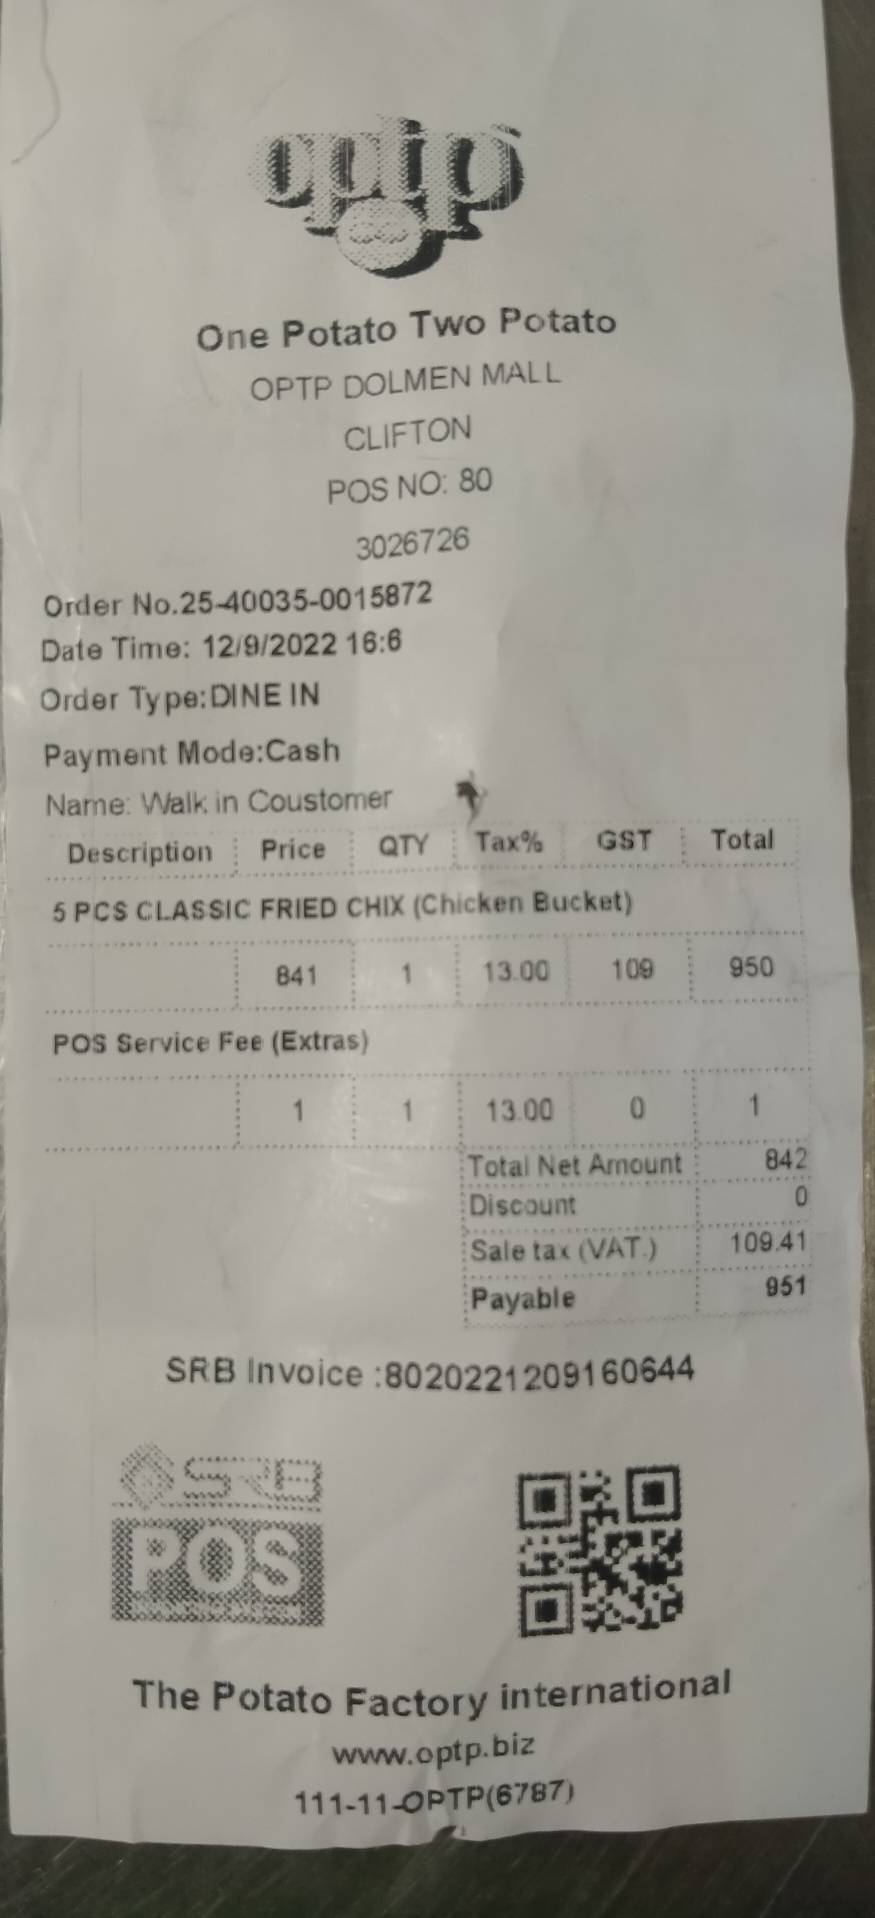 optp
One Potato Two Potato
OPTP DOLMEN MALL
CLIFTON
POS NO: 80
3026726
Order No.25-40035-0015872
Date Time: 12/9/2022 16:6
Order Type:DINE IN
Payment Mode:Cash
Name: Walk in Coustomer
Description Price QTY Tax% GST Total
5 PCS CLASSIC FRIED CHIX (Chicken Bucket)
841 1 13.00 109 950
POS Service Fee (Extras)
1 1 13.00 0 1
Total Net Amount 842
Discount 0
Sale tax (VAT.) 109.41
Payable 951
SRB Invoice :8020221209160644
SRB
POS
The Potato Factory international
www.optp.biz
111-11-OPTP(6787)